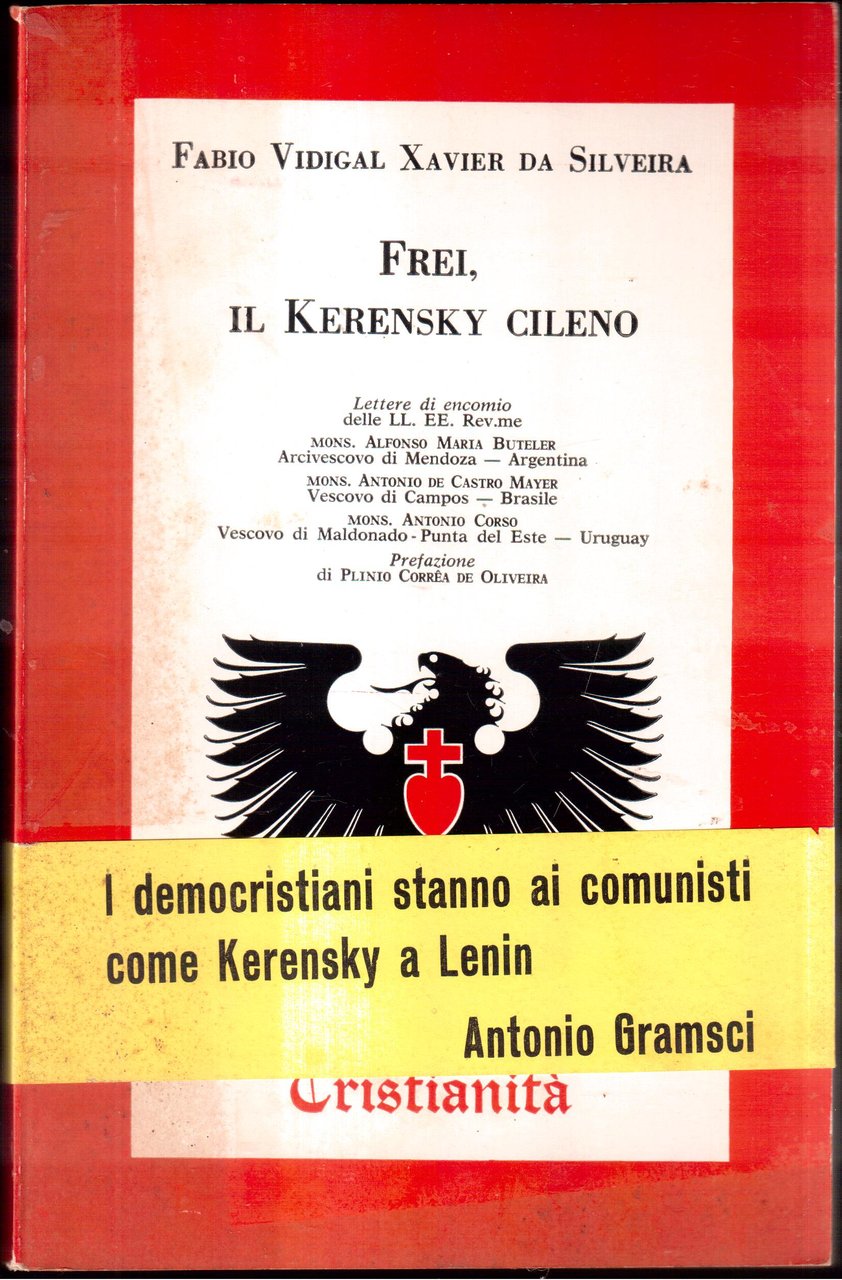 FABIO VIDIGAL XAVIER DA SILVEIRA
FREI,
IL KERENSKY CILENO
Lettere di encomio
delle LL. EE. Rev.me
MONS. ALFONSO MARIA BUTELER
Arcivescovo di Mendoza — Argentina
MONS. ANTONIO DE CASTRO MAYER
Vescovo di Campos — Brasile
MONS. ANTONIO CORSO
Vescovo di Maldonado - Punta del Este — Uruguay
Prefazione
di PLINIO CORRÊA DE OLIVEIRA
I democristiani stanno ai comunisti
come Kerensky a Lenin
Antonio Gramsci
Cristianità